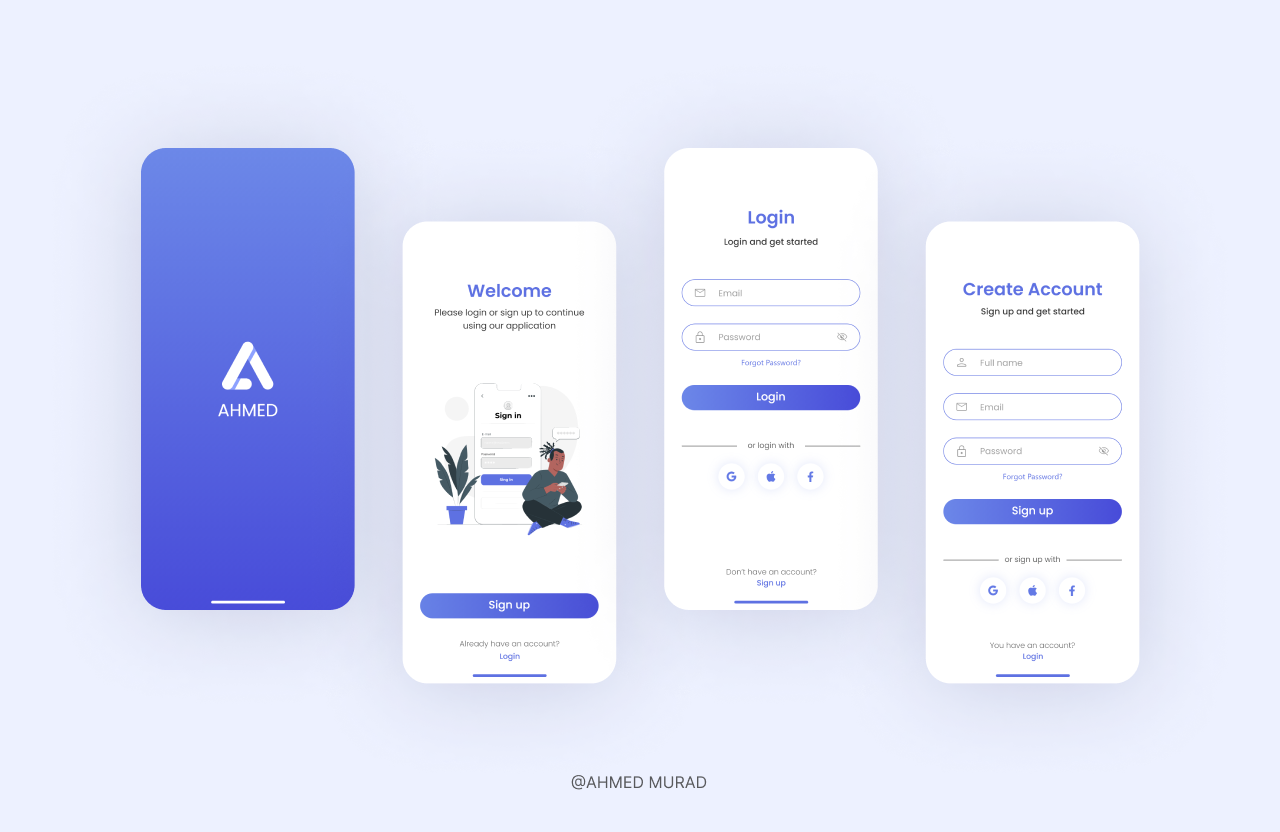 AHMED
Welcome
Please login or sign up to continue
using our application
Sign in
Password
Sing in
Sign up
Already have an account?
Login
Login
Login and get started
Email
Password
Forgot Password?
Login
or login with
Don't have an account?
Sign up
Create Account
Sign up and get started
Full name
Email
Password
Forgot Password?
Sign up
or sign up with
You have an account?
Login
@AHMED MURAD